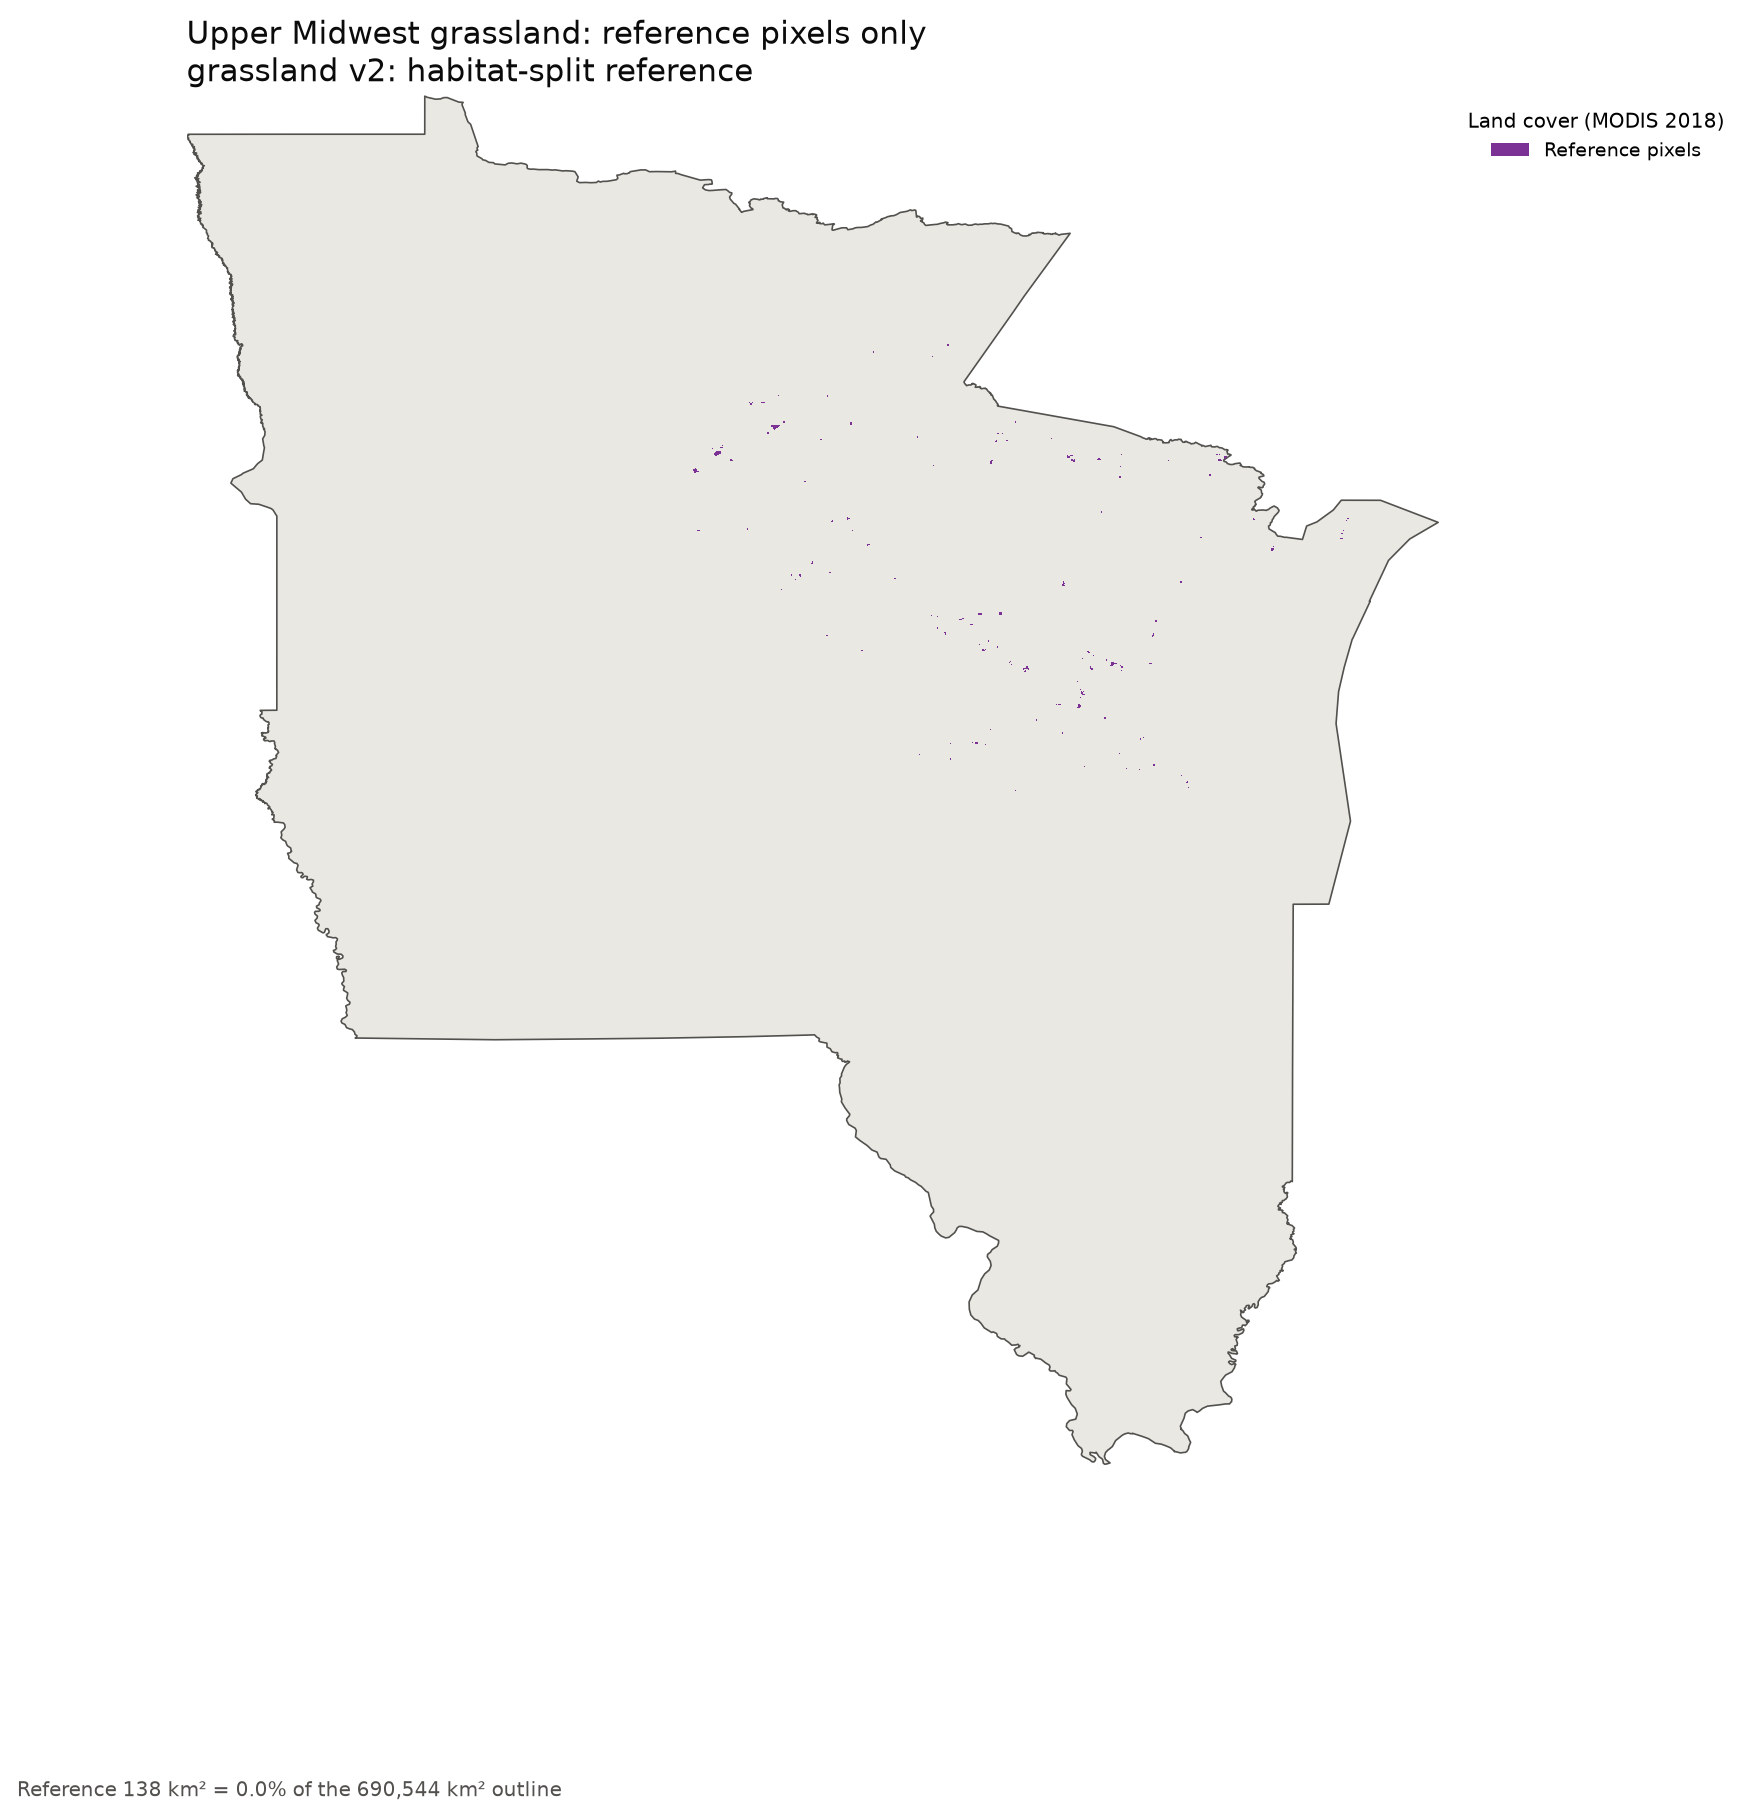 Upper Midwest grassland: reference pixels only
grassland v2: habitat-split reference
Land cover (MODIS 2018)
Reference pixels
Reference 138 km² = 0.0% of the 690,544 km² outline